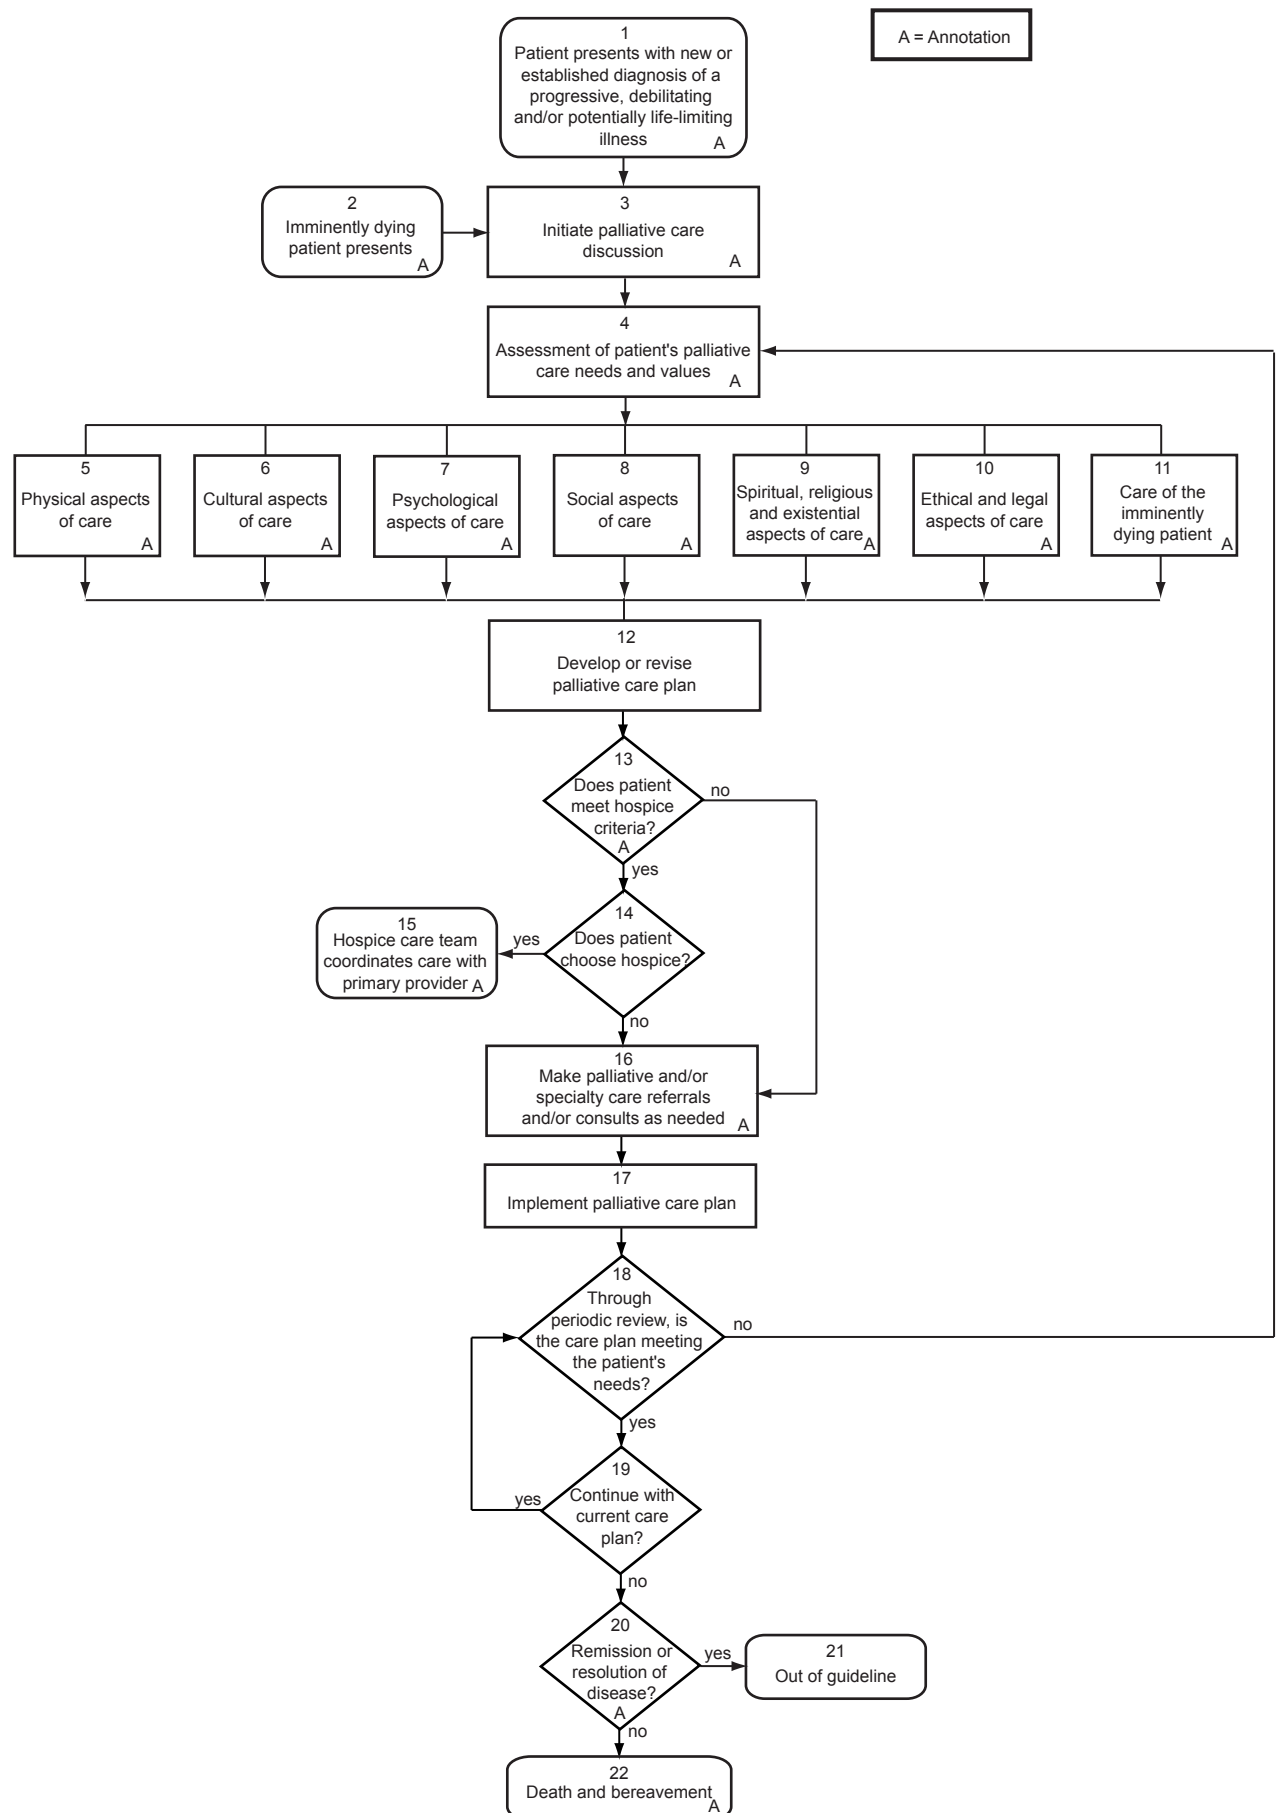 A = Annotation
1
Patient presents with new or
established diagnosis of a
progressive, debilitating
and/or potentially life-limiting
illness
A
2
Imminently dying
patient presents
A
3
Initiate palliative care
discussion
A
4
Assessment of patient's palliative
care needs and values
A
5
Physical aspects
of care
A
6
Cultural aspects
of care
A
7
Psychological
aspects of care
A
8
Social aspects
of care
A
9
Spiritual, religious
and existential
aspects of care
A
10
Ethical and legal
aspects of care
A
11
Care of the
imminently
dying patient
A
12
Develop or revise
palliative care plan
13
Does patient
meet hospice
criteria?
A
no
yes
14
Does patient
choose hospice?
yes
no
15
Hospice care team
coordinates care with
primary provider
A
16
Make palliative and/or
specialty care referrals
and/or consults as needed
A
17
Implement palliative care plan
18
Through
periodic review, is
the care plan meeting
the patient's
needs?
no
yes
19
Continue with
current care
plan?
yes
no
20
Remission or
resolution of
disease?
A
yes
no
21
Out of guideline
22
Death and bereavement
A